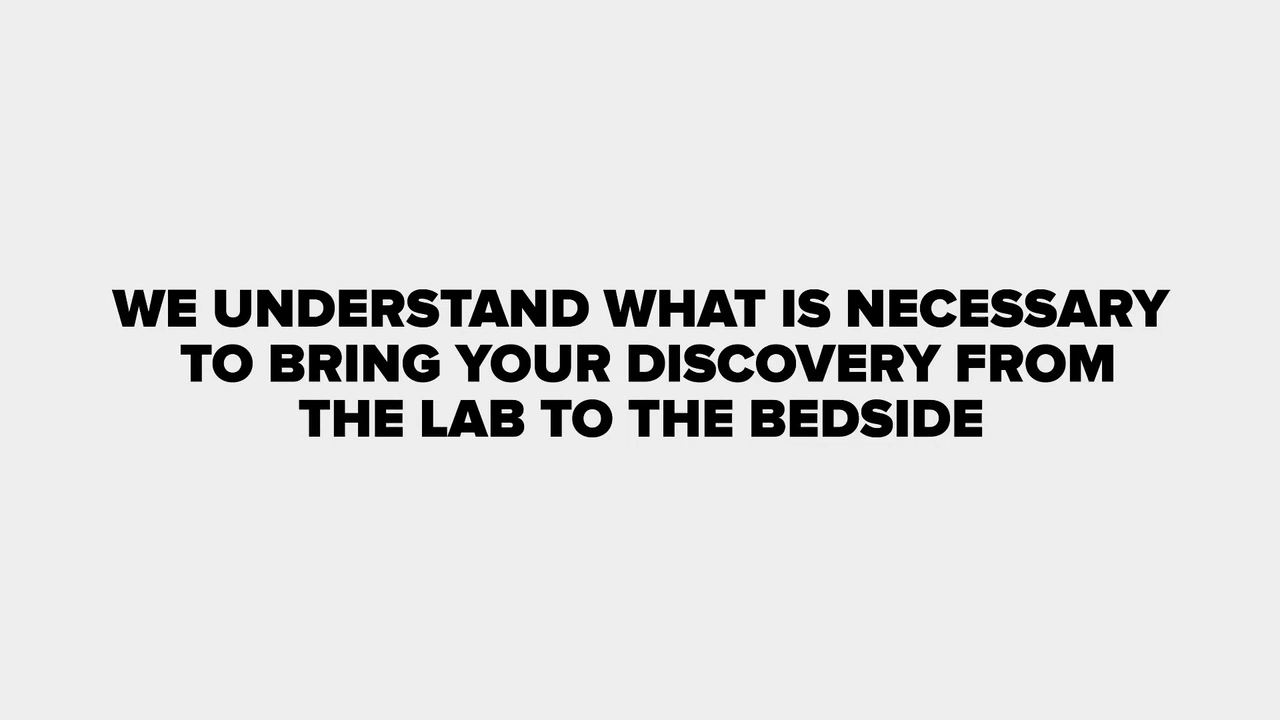 WE UNDERSTAND WHAT IS NECESSARY
TO BRING YOUR DISCOVERY FROM
THE LAB TO THE BEDSIDE